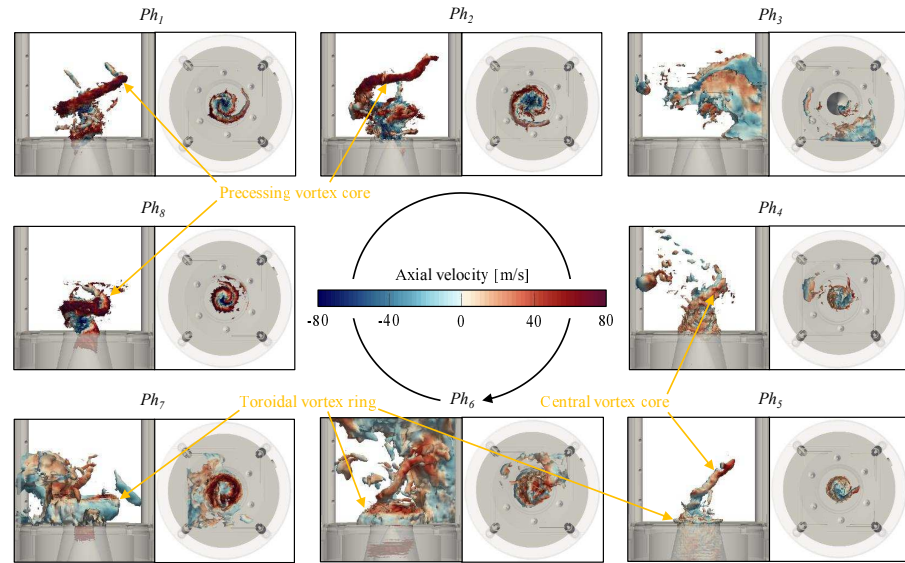 Ph1
Ph2
Ph3
Precessing vortex core
Ph8
Ph4
Axial velocity [m/s]
-80
-40
0
40
80
Ph7
Toroidal vortex ring
Ph6
Central vortex core
Ph5